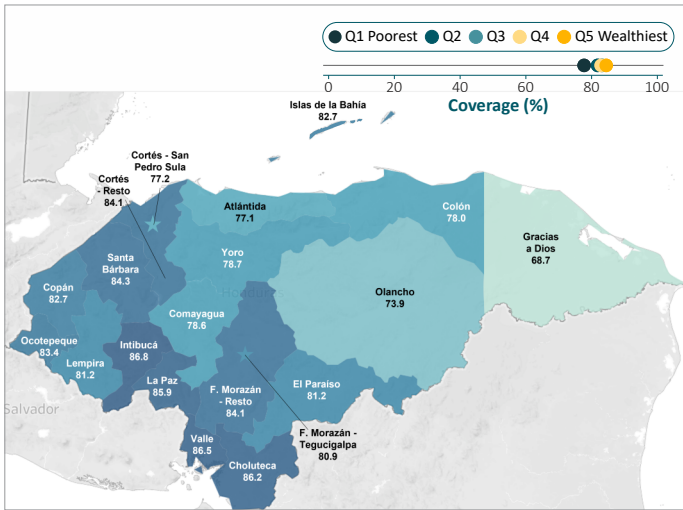 Q1 Poorest Q2 Q3 Q4 Q5 Wealthiest
0 20 40 60 80 100
Coverage (%)
Islas de la Bahía
82.7
Cortés - San
Pedro Sula
77.2
Cortés
- Resto
84.1
Atlántida
77.1
Colón
78.0
Gracias
a Dios
68.7
Yoro
78.7
Santa
Bárbara
84.3
Copán
82.7
Honduras
Olancho
73.9
Comayagua
78.6
Ocotepeque
83.4
Intibucá
86.8
Lempira
81.2
La Paz
85.9
F. Morazán
- Resto
84.1
El Paraíso
81.2
Salvador
F. Morazán -
Tegucigalpa
80.9
Valle
86.5
Choluteca
86.2